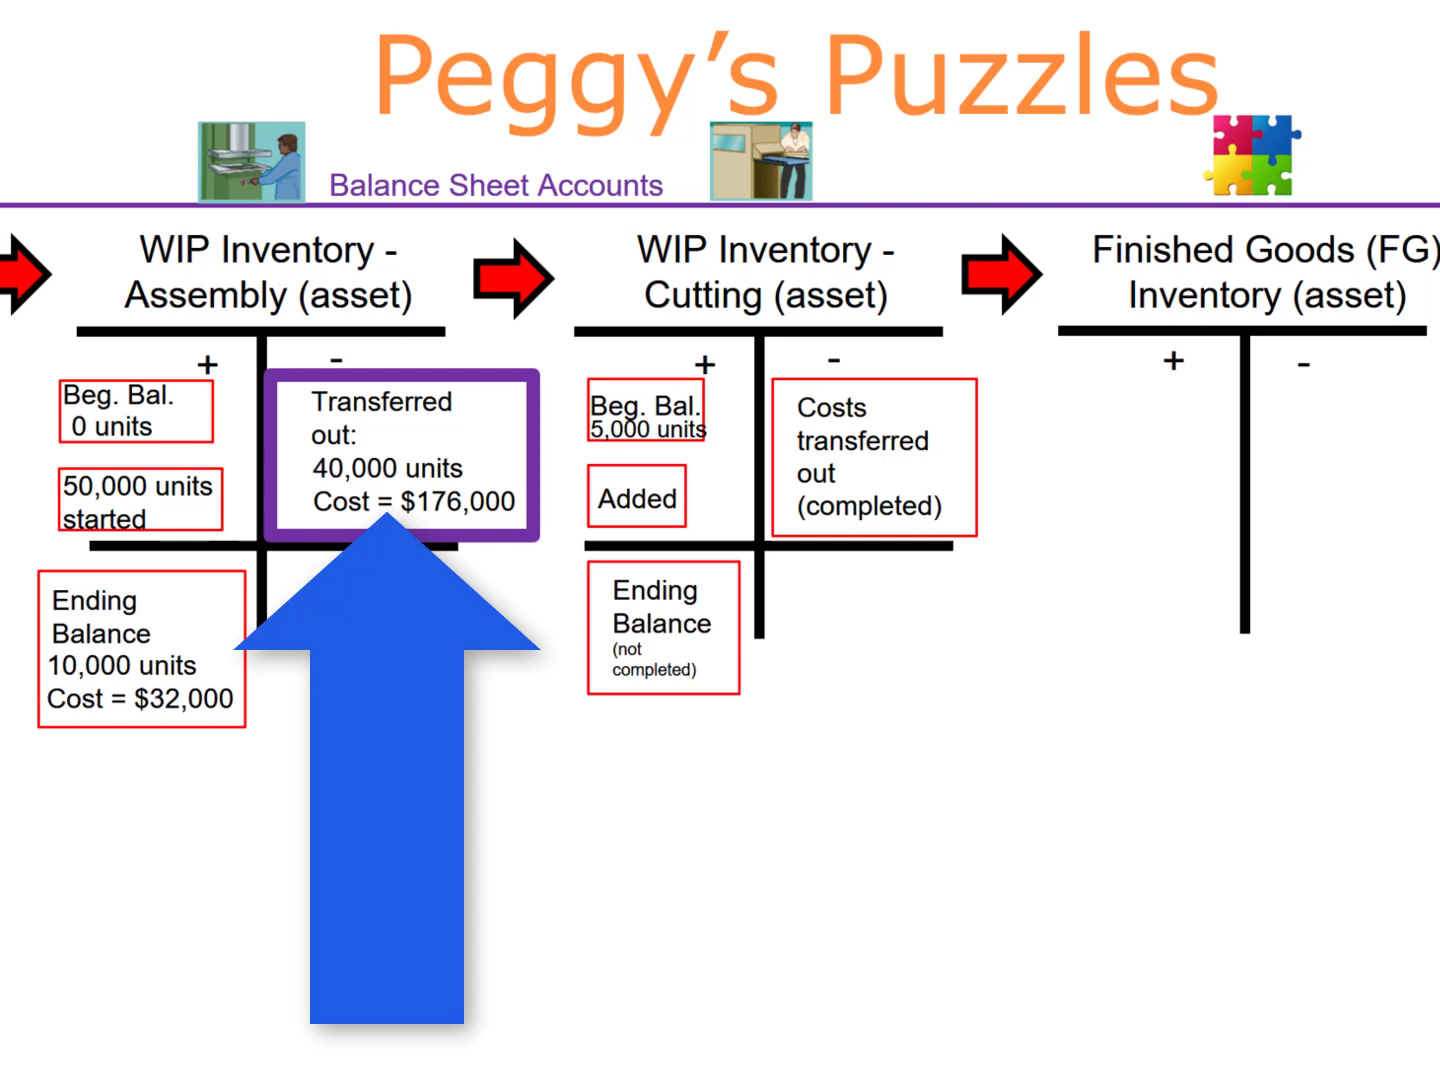 Peggy’s Puzzles
Balance Sheet Accounts
WIP Inventory -
Assembly (asset)
+ -
Beg. Bal.
0 units
50,000 units
started
Transferred
out:
40,000 units
Cost = $176,000
Ending
Balance
10,000 units
Cost = $32,000
WIP Inventory -
Cutting (asset)
+ -
Beg. Bal.
5,000 units
Added
Costs
transferred
out
(completed)
Ending
Balance
(not
completed)
Finished Goods (FG)
Inventory (asset)
+ -